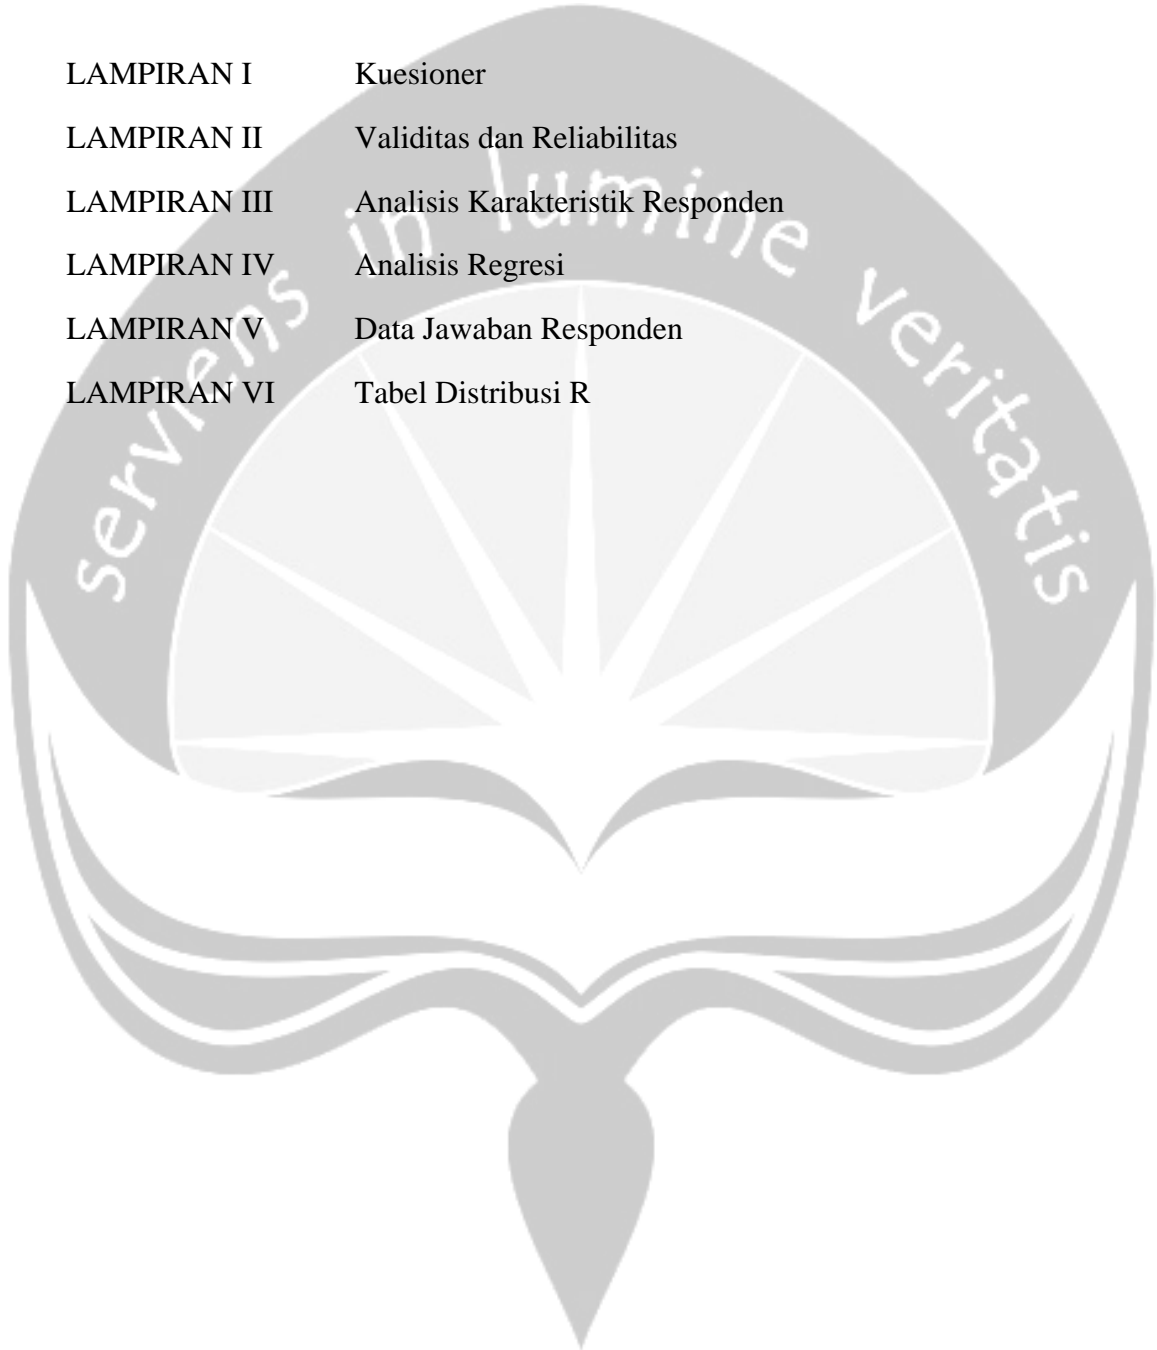 LAMPIRAN I Kuesioner
LAMPIRAN II Validitas dan Reliabilitas
LAMPIRAN III Analisis Karakteristik Responden
LAMPIRAN IV Analisis Regresi
LAMPIRAN V Data Jawaban Responden
LAMPIRAN VI Tabel Distribusi R
serviens in lumine veritatis